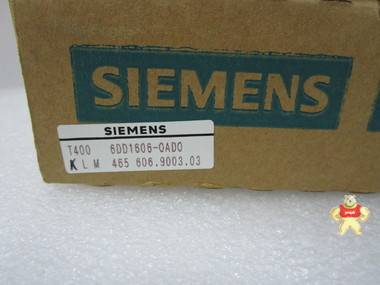 SIEMENS
SIEMENS
T400 6DD1606-0AD0
K L M 465 606.9003.03